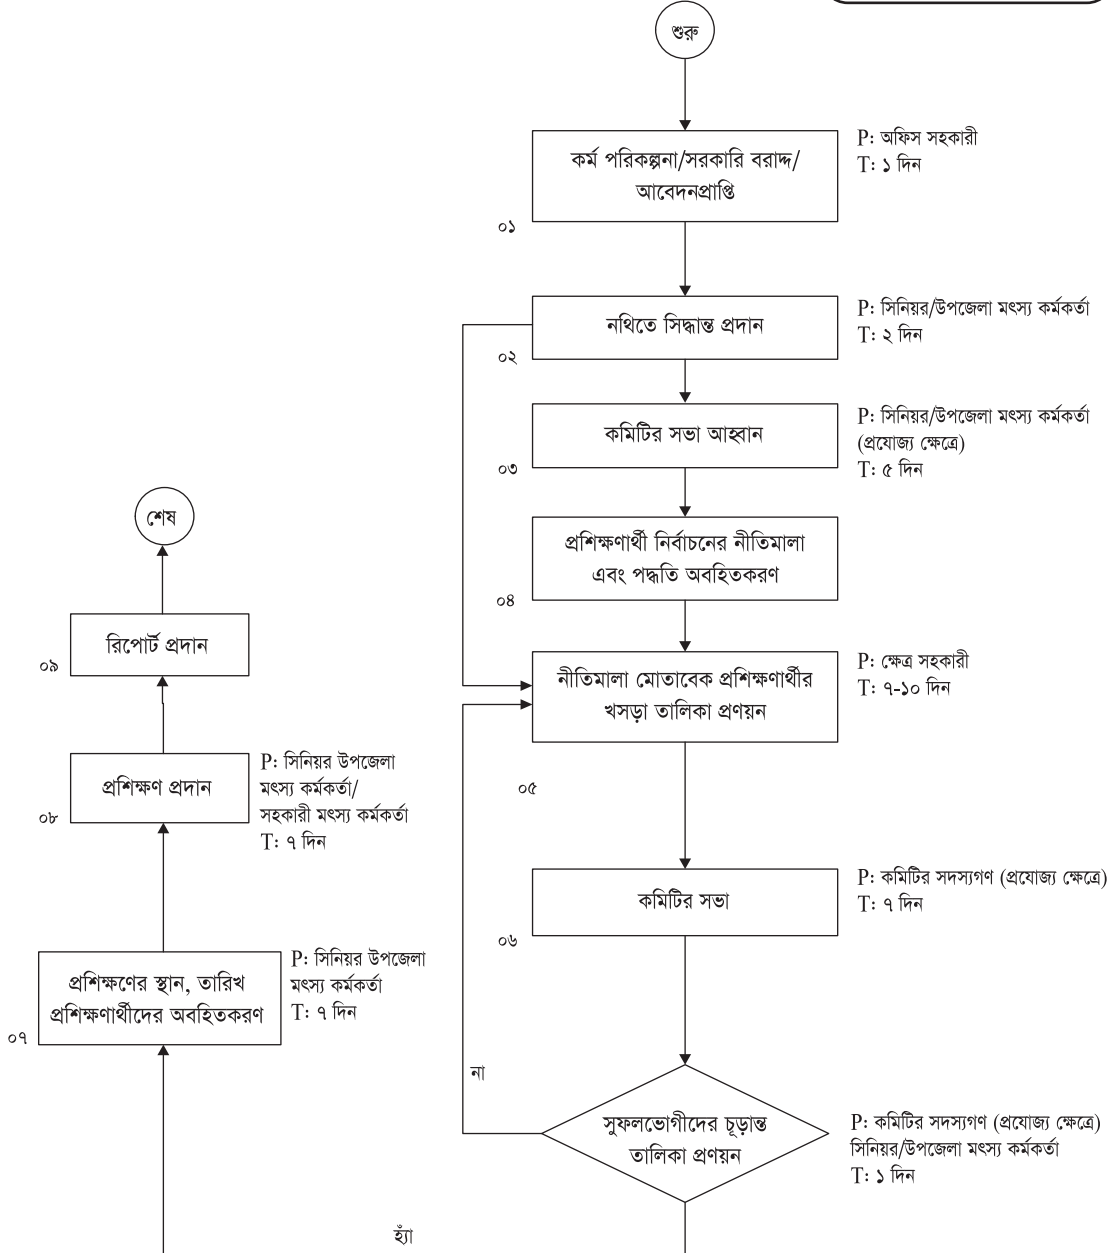 শুরু
কর্ম পরিকল্পনা/সরকারি বরাদ্দ/
আবেদনপ্রাপ্তি
০১
P: অফিস সহকারী
T: ১ দিন
নথিতে সিদ্ধান্ত প্রদান
০২
P: সিনিয়র/উপজেলা মৎস্য কর্মকর্তা
T: ২ দিন
কমিটির সভা আহ্বান
০৩
P: সিনিয়র/উপজেলা মৎস্য কর্মকর্তা
(প্রযোজ্য ক্ষেত্রে)
T: ৫ দিন
প্রশিক্ষণার্থী নির্বাচনের নীতিমালা
এবং পদ্ধতি অবহিতকরণ
০৪
নীতিমালা মোতাবেক প্রশিক্ষণার্থীর
খসড়া তালিকা প্রণয়ন
০৫
P: ক্ষেত্র সহকারী
T: ৭-১০ দিন
কমিটির সভা
০৬
P: কমিটির সদস্যগণ (প্রযোজ্য ক্ষেত্রে)
T: ৭ দিন
না
সুফলভোগীদের চূড়ান্ত
তালিকা প্রণয়ন
P: কমিটির সদস্যগণ (প্রযোজ্য ক্ষেত্রে)
সিনিয়র/উপজেলা মৎস্য কর্মকর্তা
T: ১ দিন
হ্যাঁ
প্রশিক্ষণের স্থান, তারিখ
প্রশিক্ষণার্থীদের অবহিতকরণ
০৭
P: সিনিয়র উপজেলা
মৎস্য কর্মকর্তা
T: ৭ দিন
প্রশিক্ষণ প্রদান
০৮
P: সিনিয়র উপজেলা
মৎস্য কর্মকর্তা/
সহকারী মৎস্য কর্মকর্তা
T: ৭ দিন
রিপোর্ট প্রদান
০৯
শেষ